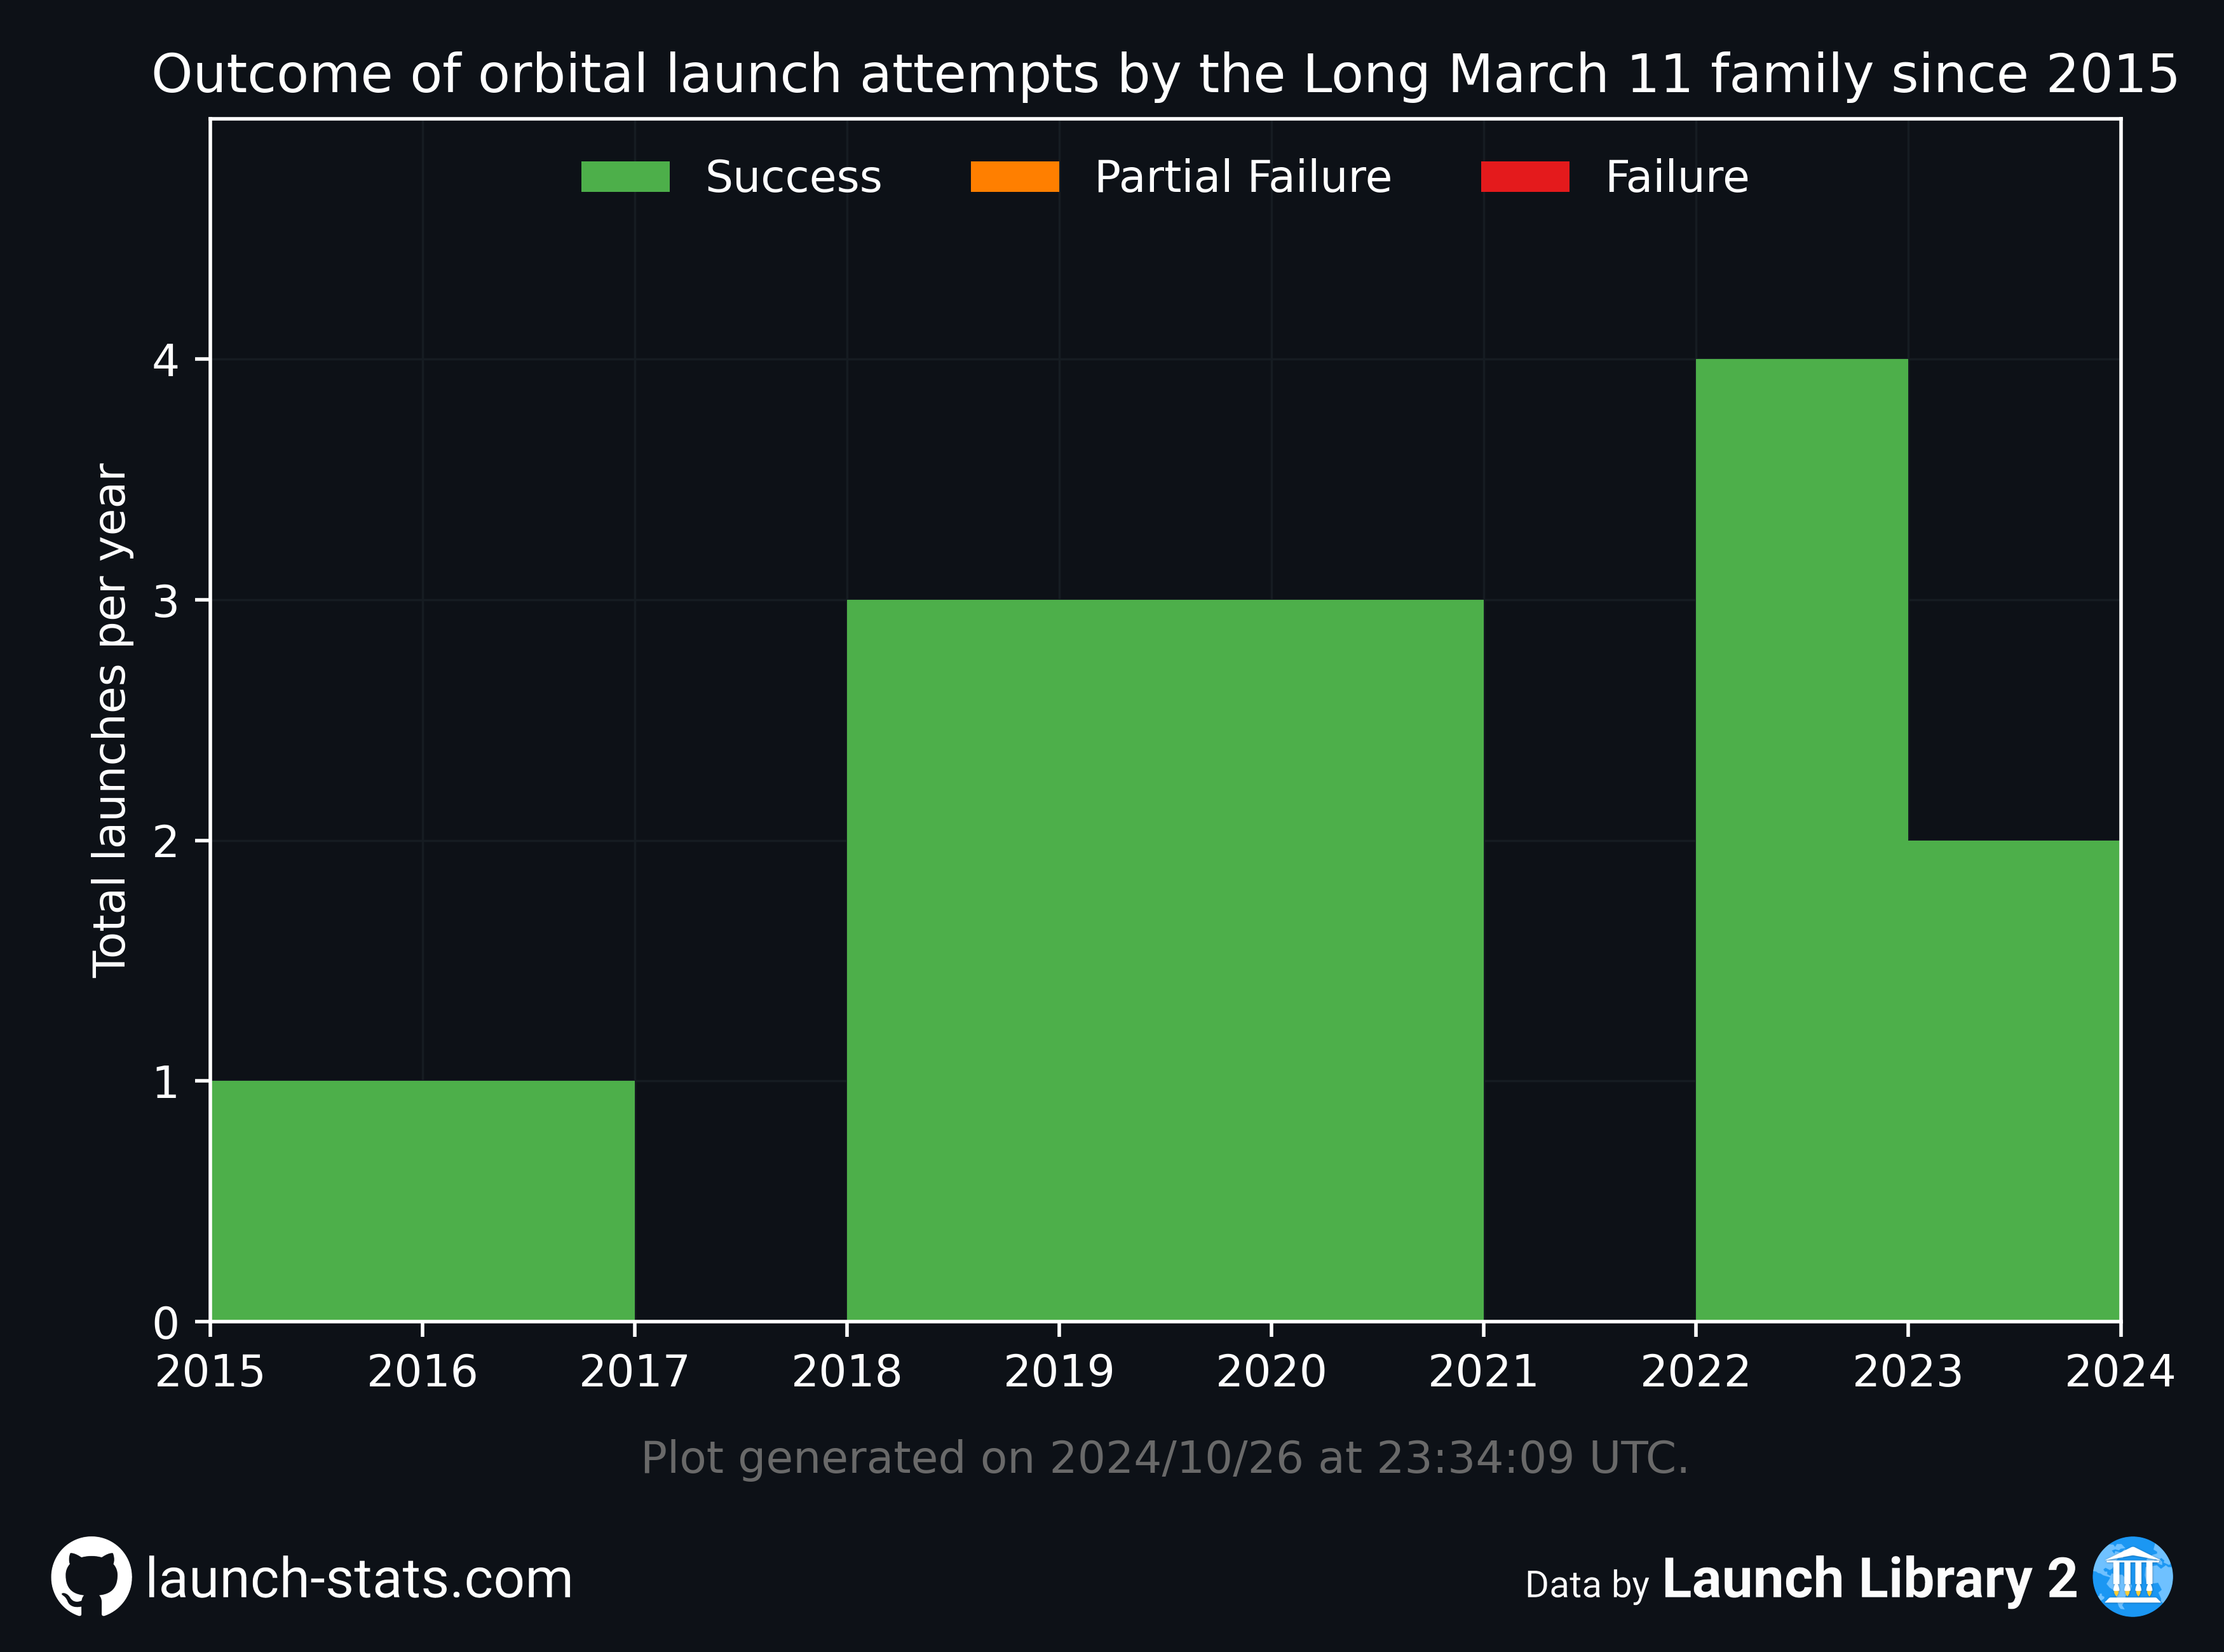 Outcome of orbital launch attempts by the Long March 11 family since 2015
Success Partial Failure Failure
Total launches per year
4
3
2
1
0
2015 2016 2017 2018 2019 2020 2021 2022 2023 2024
Plot generated on 2024/10/26 at 23:34:09 UTC.
launch-stats.com
Data by Launch Library 2